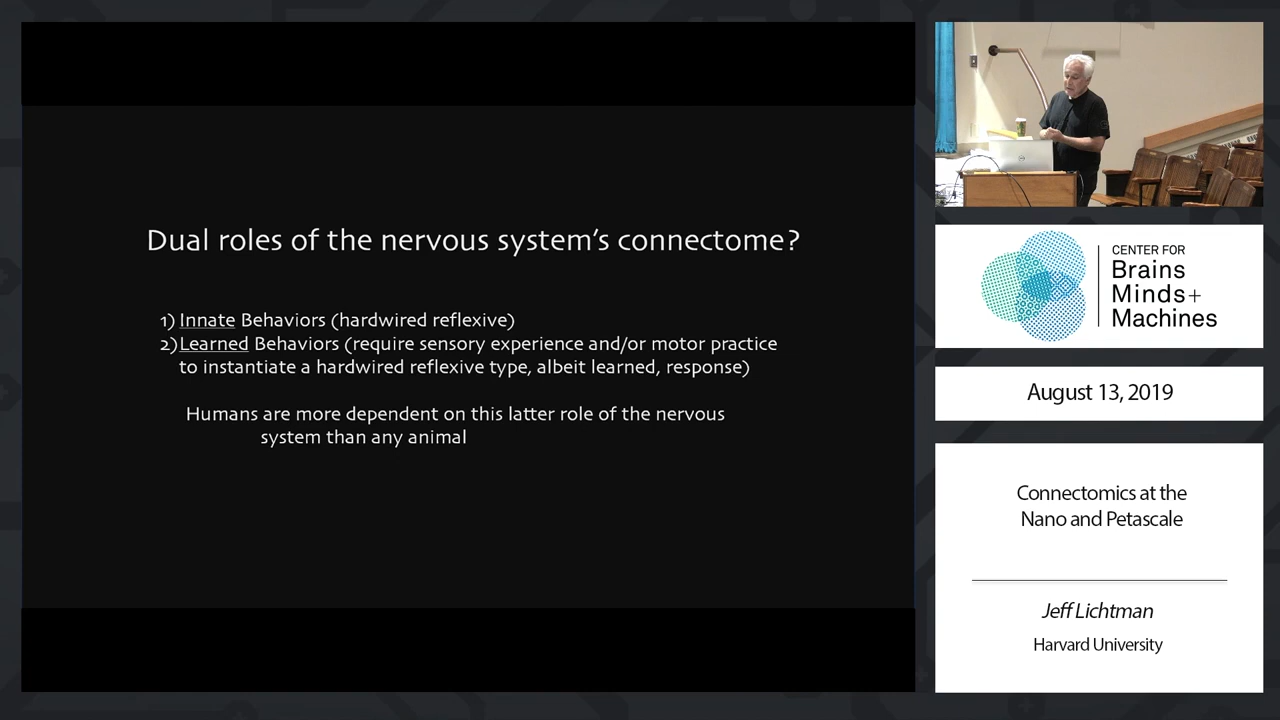 Dual roles of the nervous system's connectome?
1) Innate Behaviors (hardwired reflexive)
2) Learned Behaviors (require sensory experience and/or motor practice
to instantiate a hardwired reflexive type, albeit learned, response)
Humans are more dependent on this latter role of the nervous
system than any animal
CENTER FOR
Brains
Minds+
Machines
August 13, 2019
Connectomics at the
Nano and Petascale
Jeff Lichtman
Harvard University